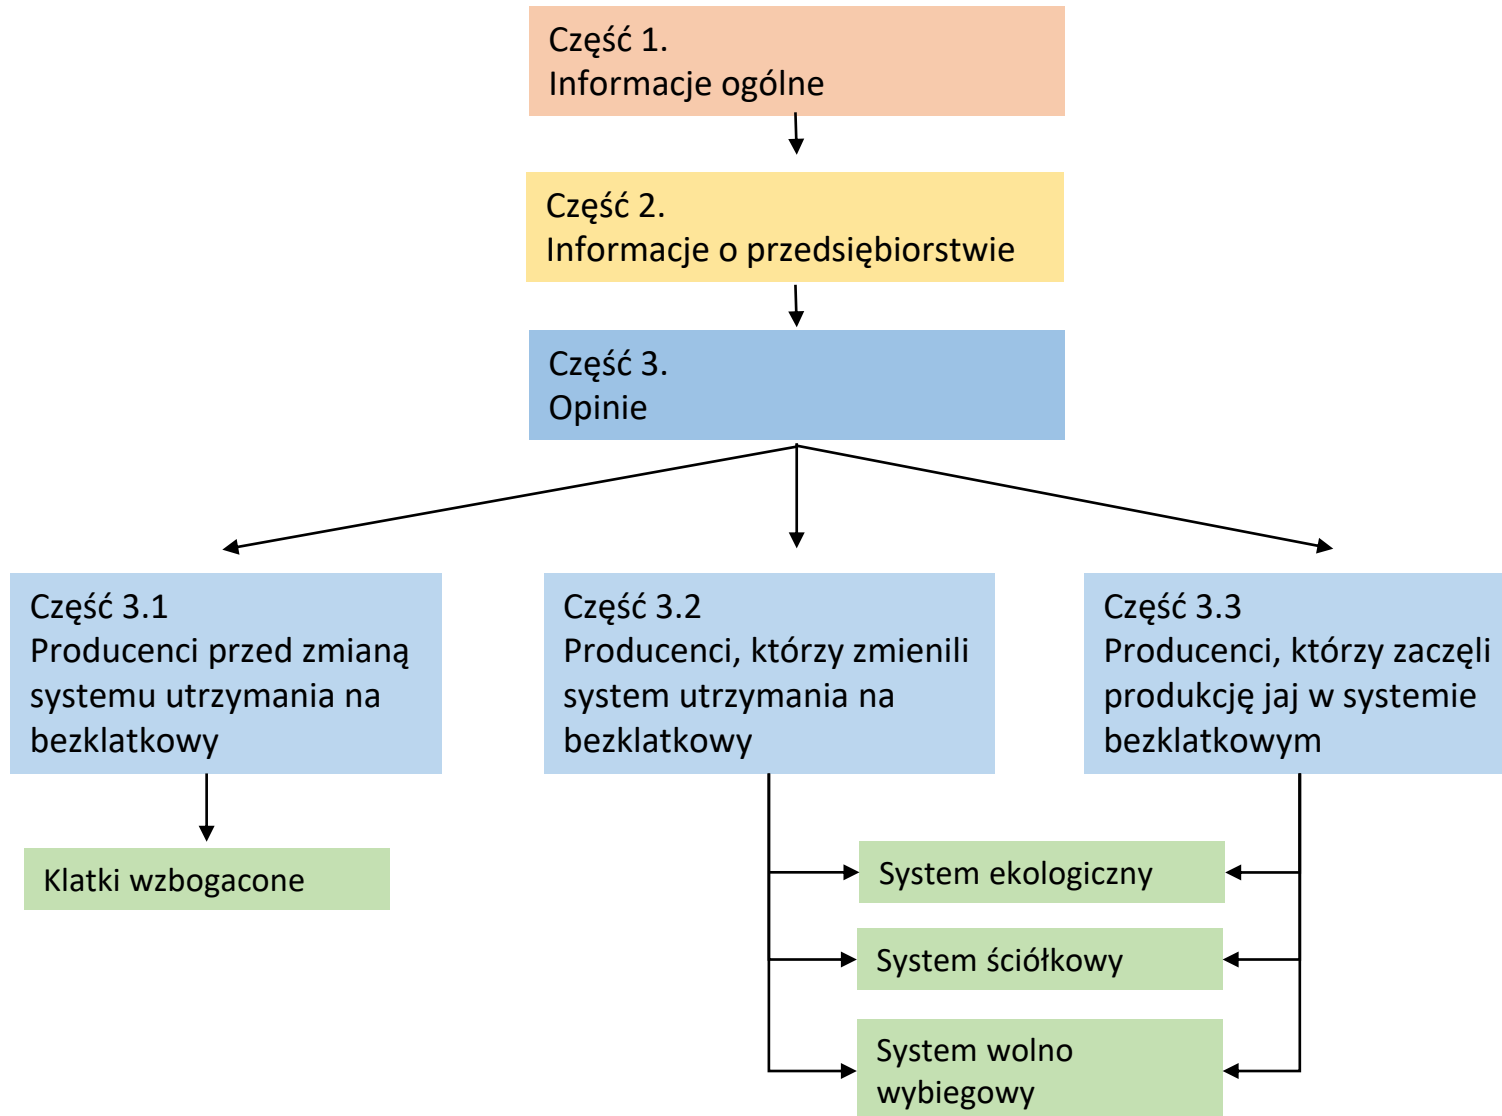 Część 1.
Informacje ogólne
Część 2.
Informacje o przedsiębiorstwie
Część 3.
Opinie
Część 3.1
Producenci przed zmianą
systemu utrzymania na
bezklatkowy
Część 3.2
Producenci, którzy zmienili
system utrzymania na
bezklatkowy
Część 3.3
Producenci, którzy zaczęli
produkcję jaj w systemie
bezklatkowym
Klatki wzbogacone
System ekologiczny
System ściółkowy
System wolno
wybiegowy